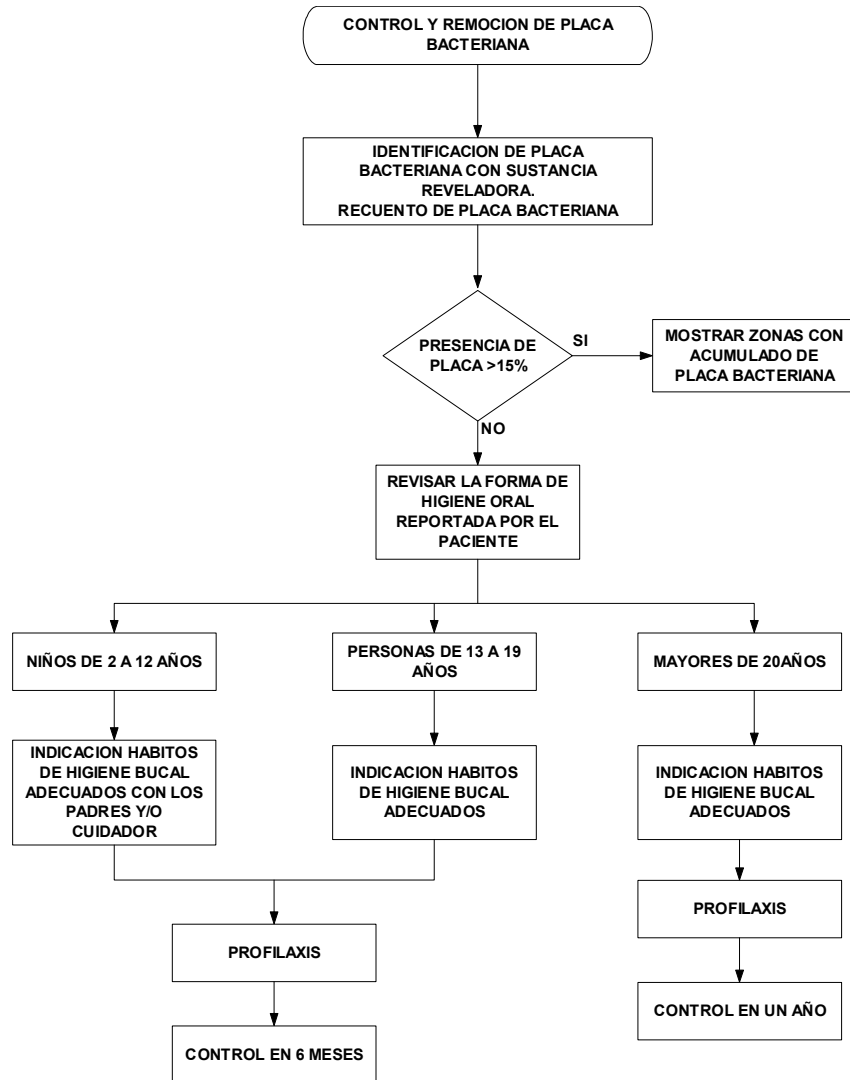 CONTROL Y REMOCION DE PLACA
BACTERIANA
IDENTIFICACION DE PLACA
BACTERIANA CON SUSTANCIA
REVELADORA.
RECUENTO DE PLACA BACTERIANA
PRESENCIA DE
PLACA >15%
SI
MOSTRAR ZONAS CON
ACUMULADO DE
PLACA BACTERIANA
NO
REVISAR LA FORMA DE
HIGIENE ORAL
REPORTADA POR EL
PACIENTE
NIÑOS DE 2 A 12 AÑOS
PERSONAS DE 13 A 19
AÑOS
MAYORES DE 20AÑOS
INDICACION HABITOS
DE HIGIENE BUCAL
ADECUADOS CON LOS
PADRES Y/O
CUIDADOR
INDICACION HABITOS
DE HIGIENE BUCAL
ADECUADOS
INDICACION HABITOS
DE HIGIENE BUCAL
ADECUADOS
PROFILAXIS
PROFILAXIS
CONTROL EN 6 MESES
CONTROL EN UN AÑO